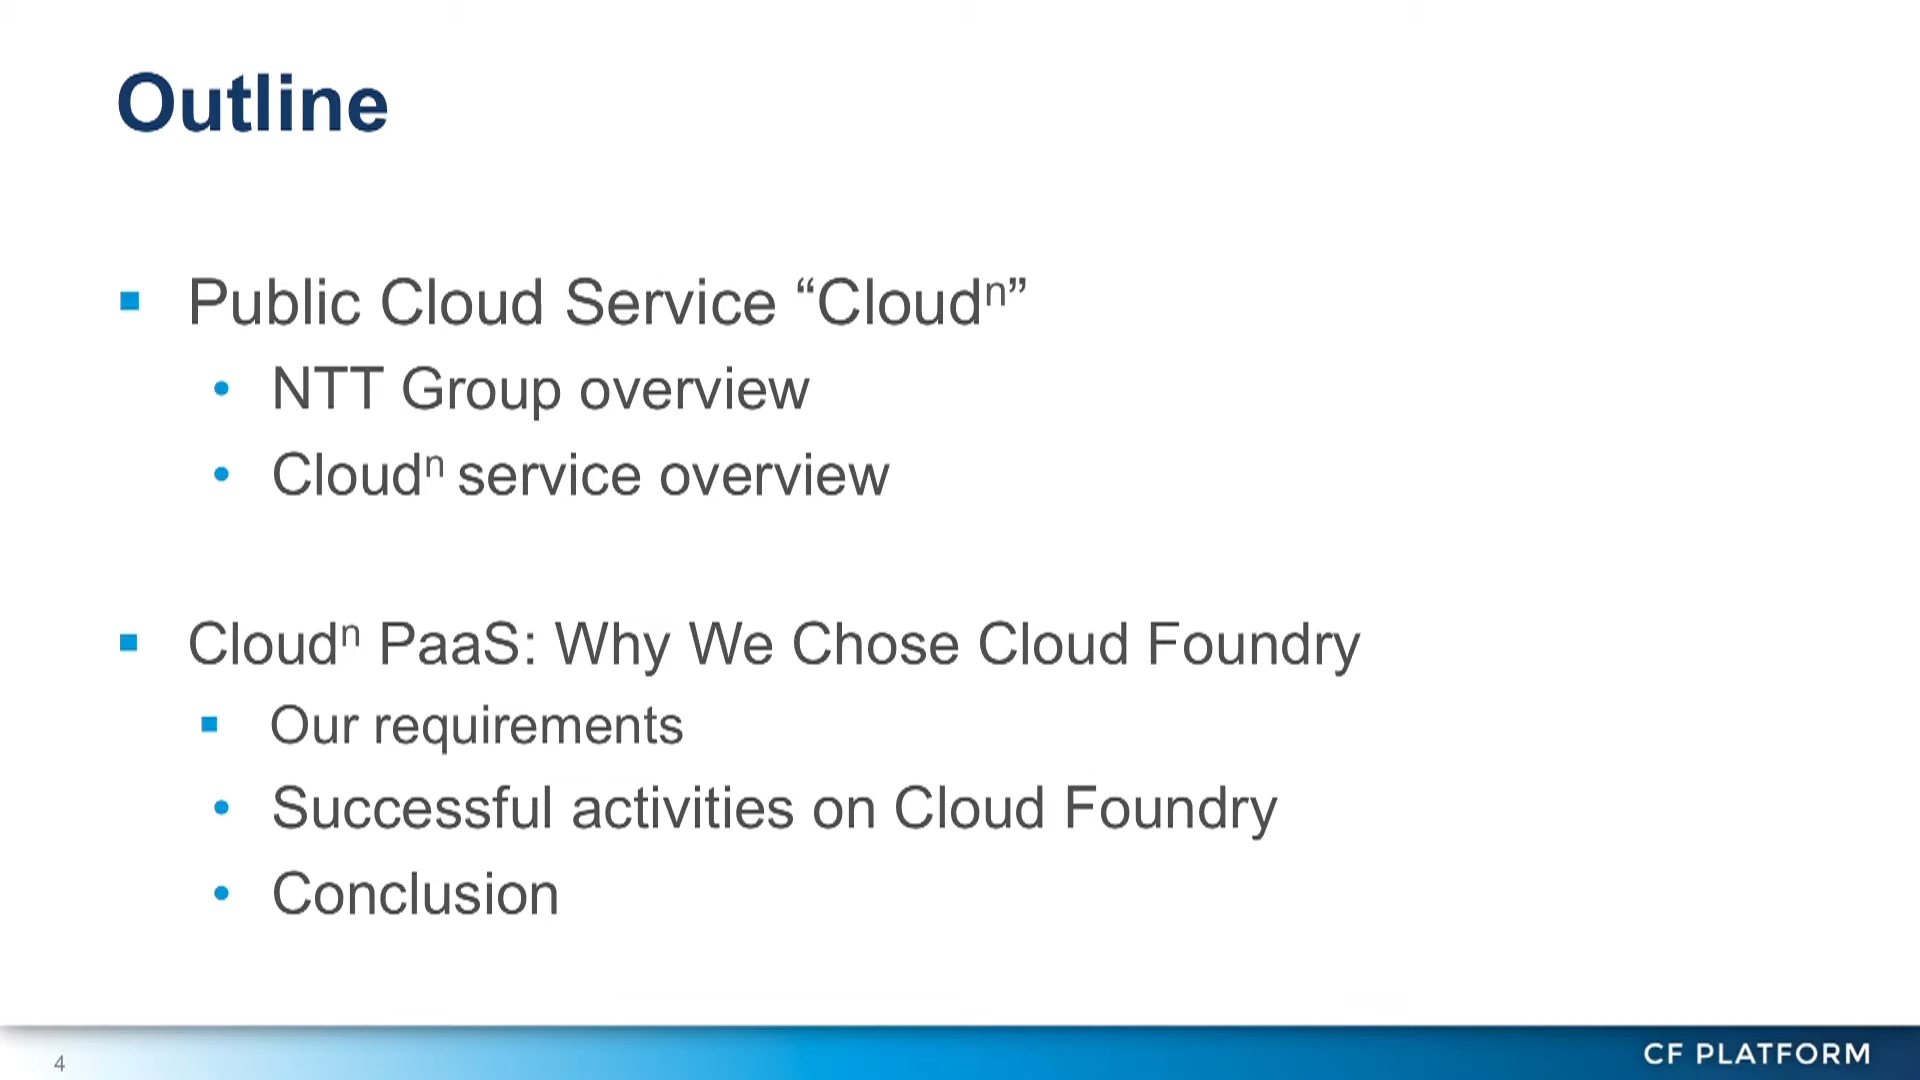 Outline
▪ Public Cloud Service “Cloudⁿ”
• NTT Group overview
• Cloudⁿ service overview
▪ Cloudⁿ PaaS: Why We Chose Cloud Foundry
▪ Our requirements
• Successful activities on Cloud Foundry
• Conclusion
4
CF PLATFORM